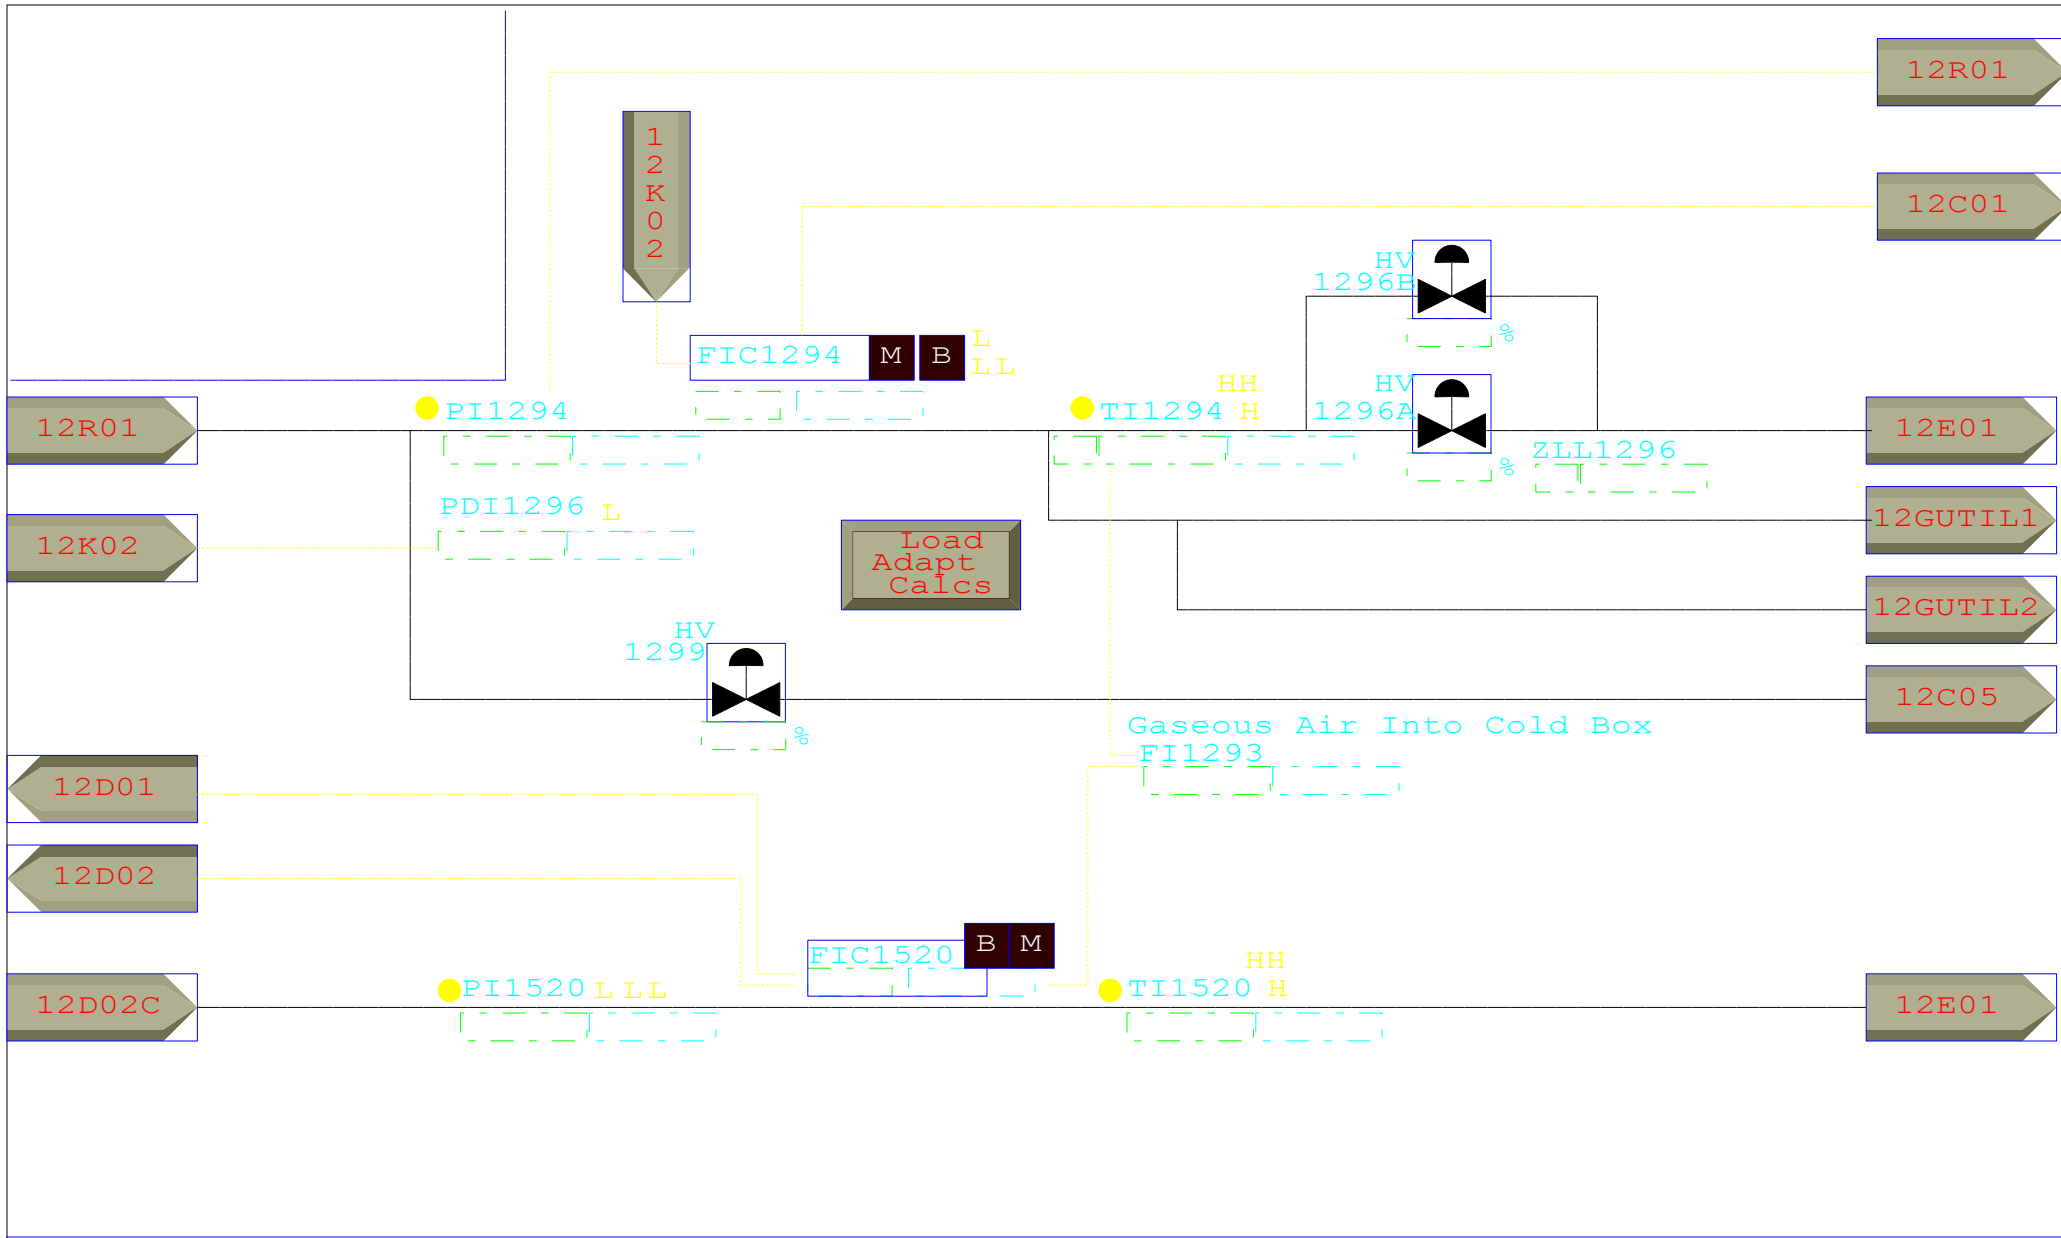 12R01
1
2
K
0
2
12C01
HV
1296B
%
FIC1294 M B L
LL
PI1294
TI1294 HH
H
HV
1296A
%
ZLL1296
12R01
12E01
PDI1296 L
12K02
Load
Adapt
Calcs
12GUTIL1
12GUTIL2
HV
1299
%
12C05
Gaseous Air Into Cold Box
FI1293
12D01
12D02
FIC1520 B M
PI1520 L LL
TI1520 HH
H
12D02C
12E01